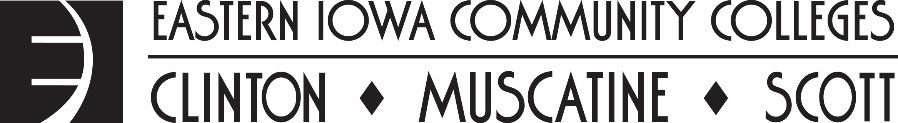 EASTERN IOWA COMMUNITY COLLEGES
CLINTON ♦ MUSCATINE ♦ SCOTT